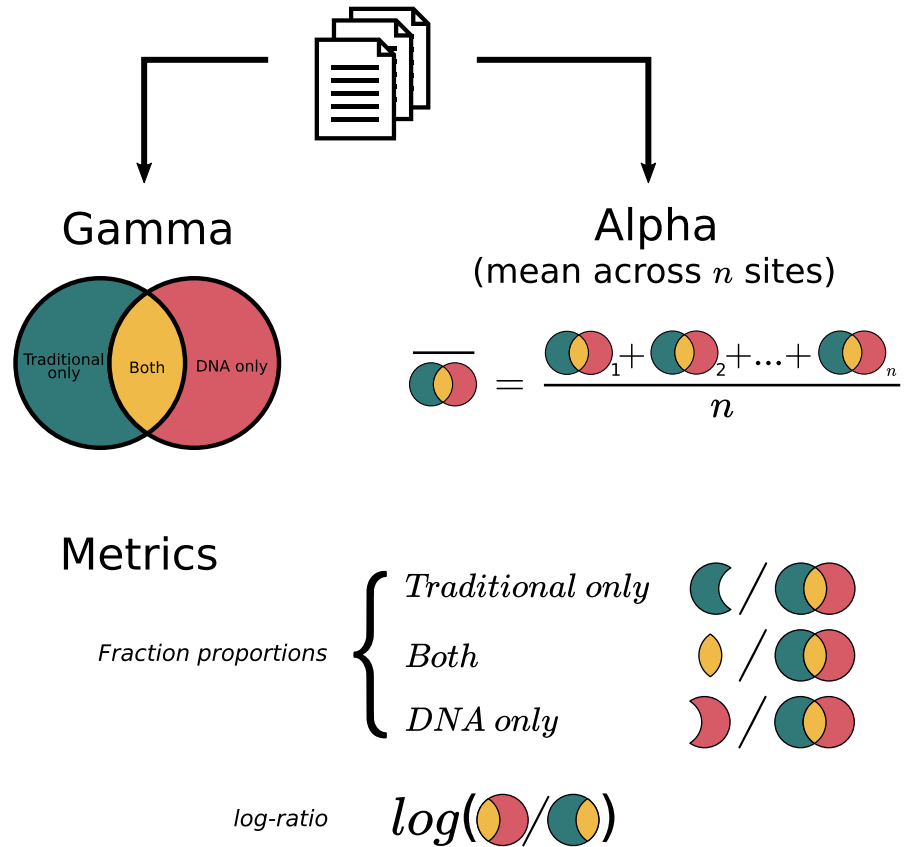 Gamma
Traditional
only
Both
DNA only
Alpha
(mean across n sites)
= 1 + 2 +...+ n
n
Metrics
Fraction proportions
Traditional only /
Both /
DNA only /
log-ratio
log( / )